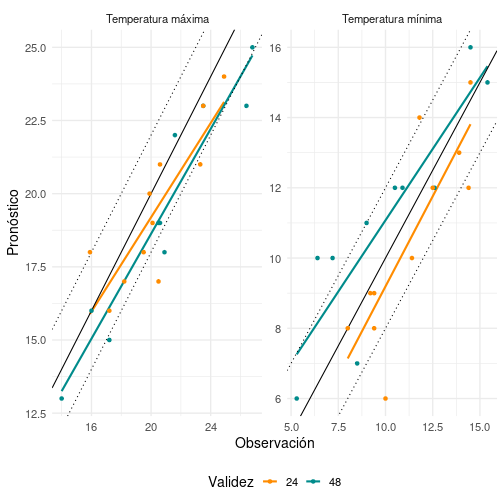 Temperatura máxima Temperatura mínima
25.0
22.5
20.0
17.5
15.0
12.5
16
14
12
10
8
6
16 20 24 5.0 7.5 10.0 12.5 15.0
Pronóstico
Observación
Validez 24 48